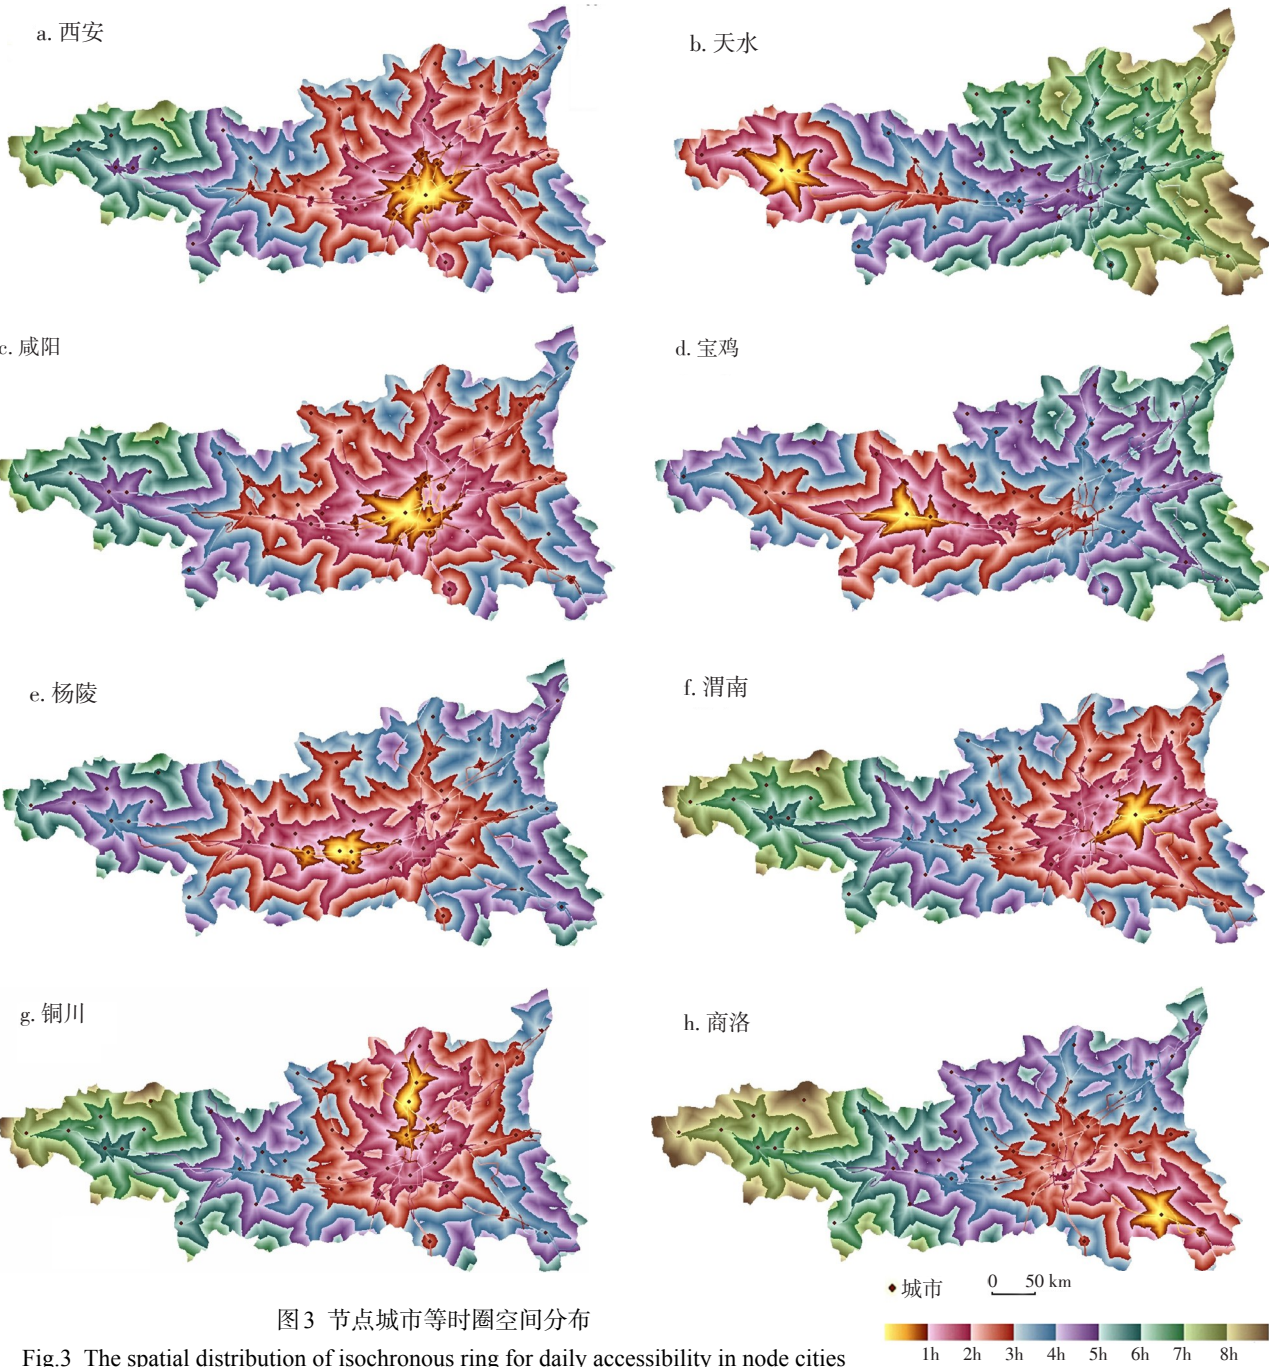 a. 西安
b. 天水
c. 咸阳
d. 宝鸡
e. 杨陵
f. 渭南
g. 铜川
h. 商洛
城市
0 50 km
1h 2h 3h 4h 5h 6h 7h 8h
图3 节点城市等时圈空间分布
Fig.3 The spatial distribution of isochronous ring for daily accessibility in node cities